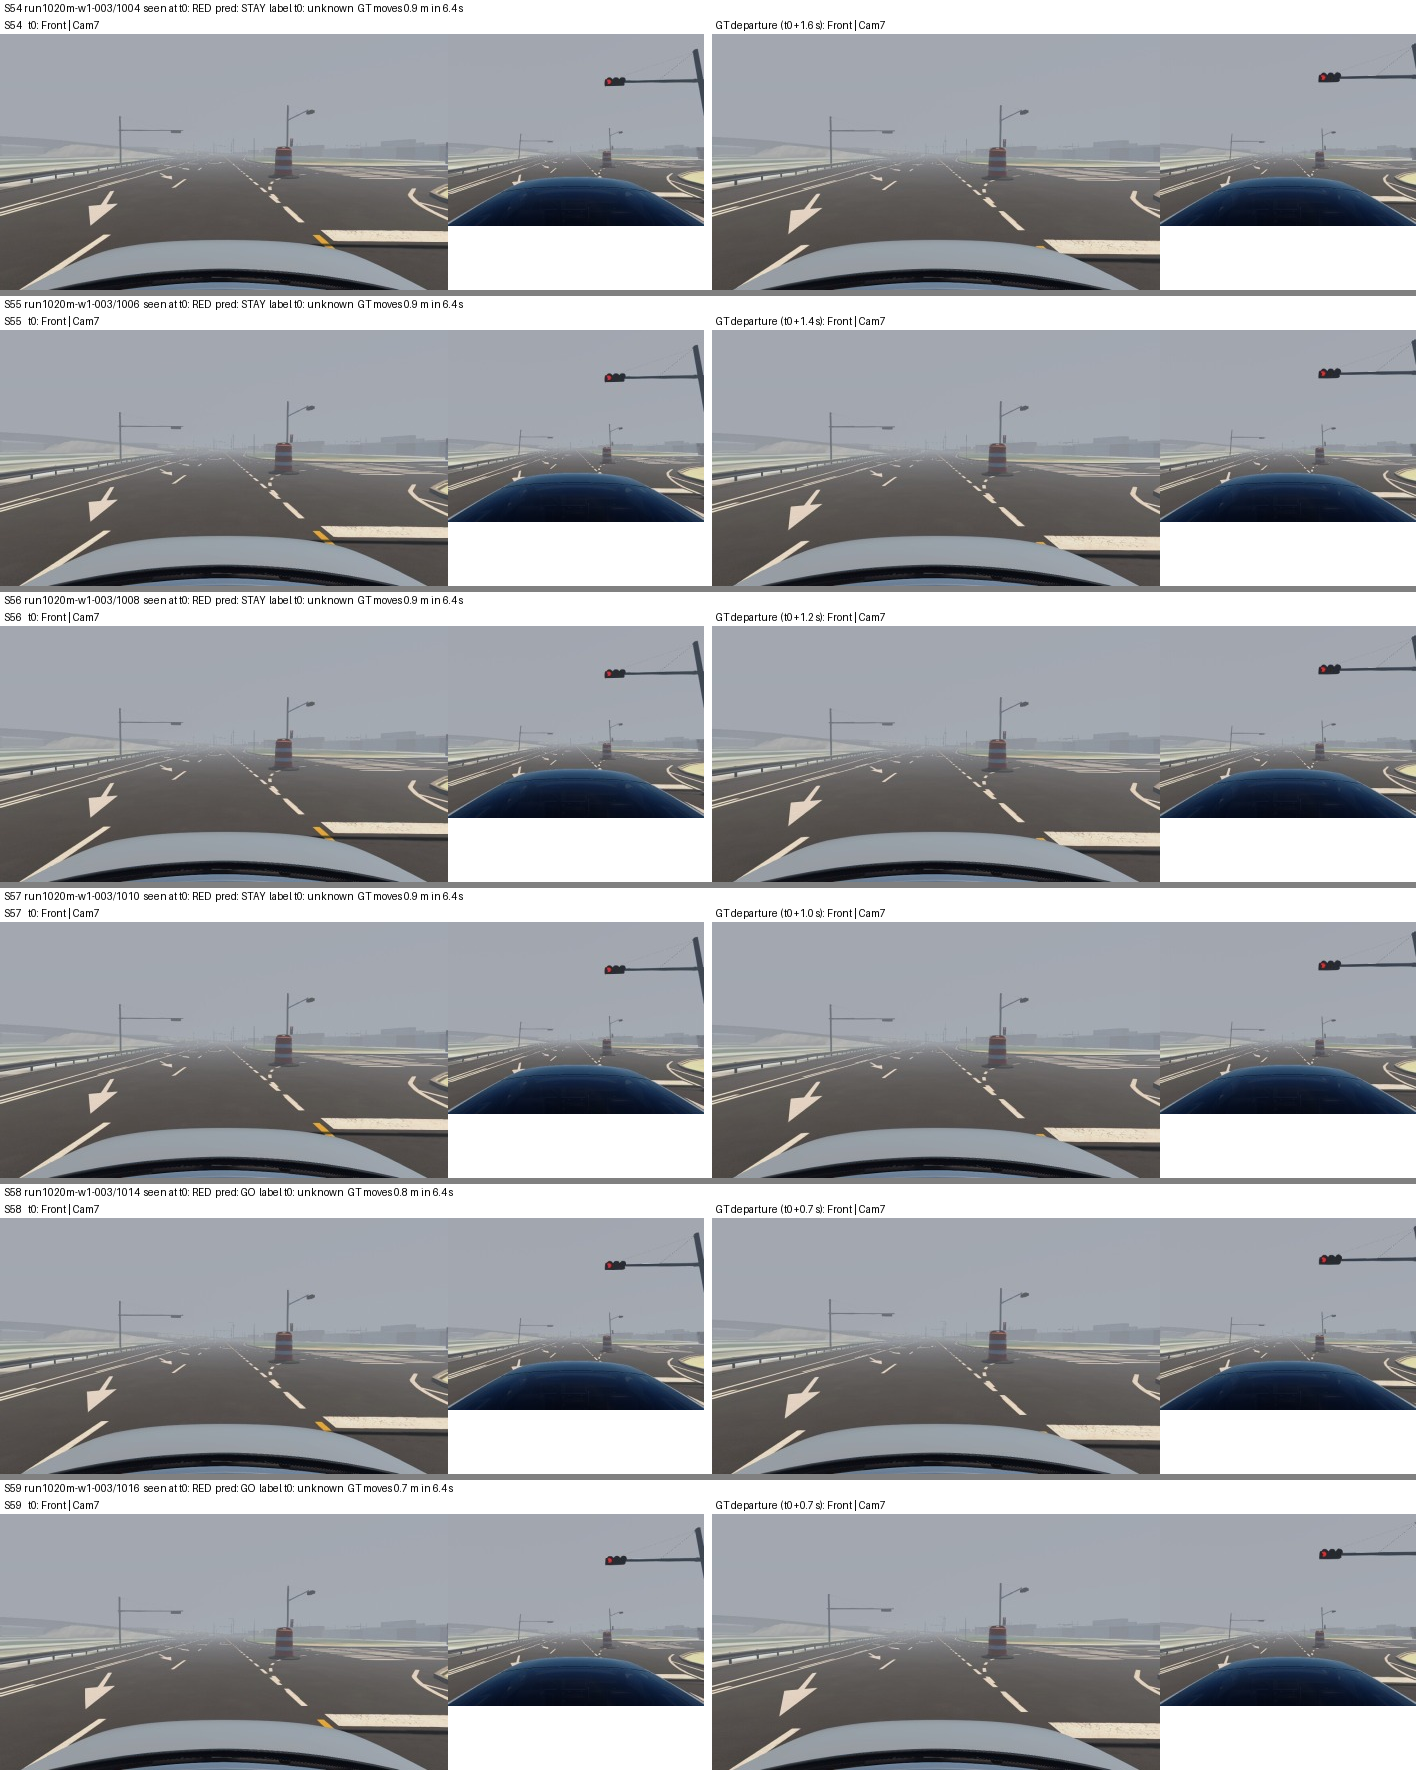 S54 run1020m-w1-003/1004 seen at t0: RED pred: STAY label t0: unknown GT moves 0.9 m in 6.4s
S54 t0: Front | Cam7
GT departure (t0+1.6 s): Front | Cam7
S55 run1020m-w1-003/1006 seen at t0: RED pred: STAY label t0: unknown GT moves 0.9 m in 6.4s
S55 t0: Front | Cam7
GT departure (t0+1.4 s): Front | Cam7
S56 run1020m-w1-003/1008 seen at t0: RED pred: STAY label t0: unknown GT moves 0.9 m in 6.4s
S56 t0: Front | Cam7
GT departure (t0+1.2 s): Front | Cam7
S57 run1020m-w1-003/1010 seen at t0: RED pred: STAY label t0: unknown GT moves 0.9 m in 6.4s
S57 t0: Front | Cam7
GT departure (t0+1.0 s): Front | Cam7
S58 run1020m-w1-003/1014 seen at t0: RED pred: GO label t0: unknown GT moves 0.8 m in 6.4s
S58 t0: Front | Cam7
GT departure (t0+0.7 s): Front | Cam7
S59 run1020m-w1-003/1016 seen at t0: RED pred: GO label t0: unknown GT moves 0.7 m in 6.4s
S59 t0: Front | Cam7
GT departure (t0+0.7 s): Front | Cam7